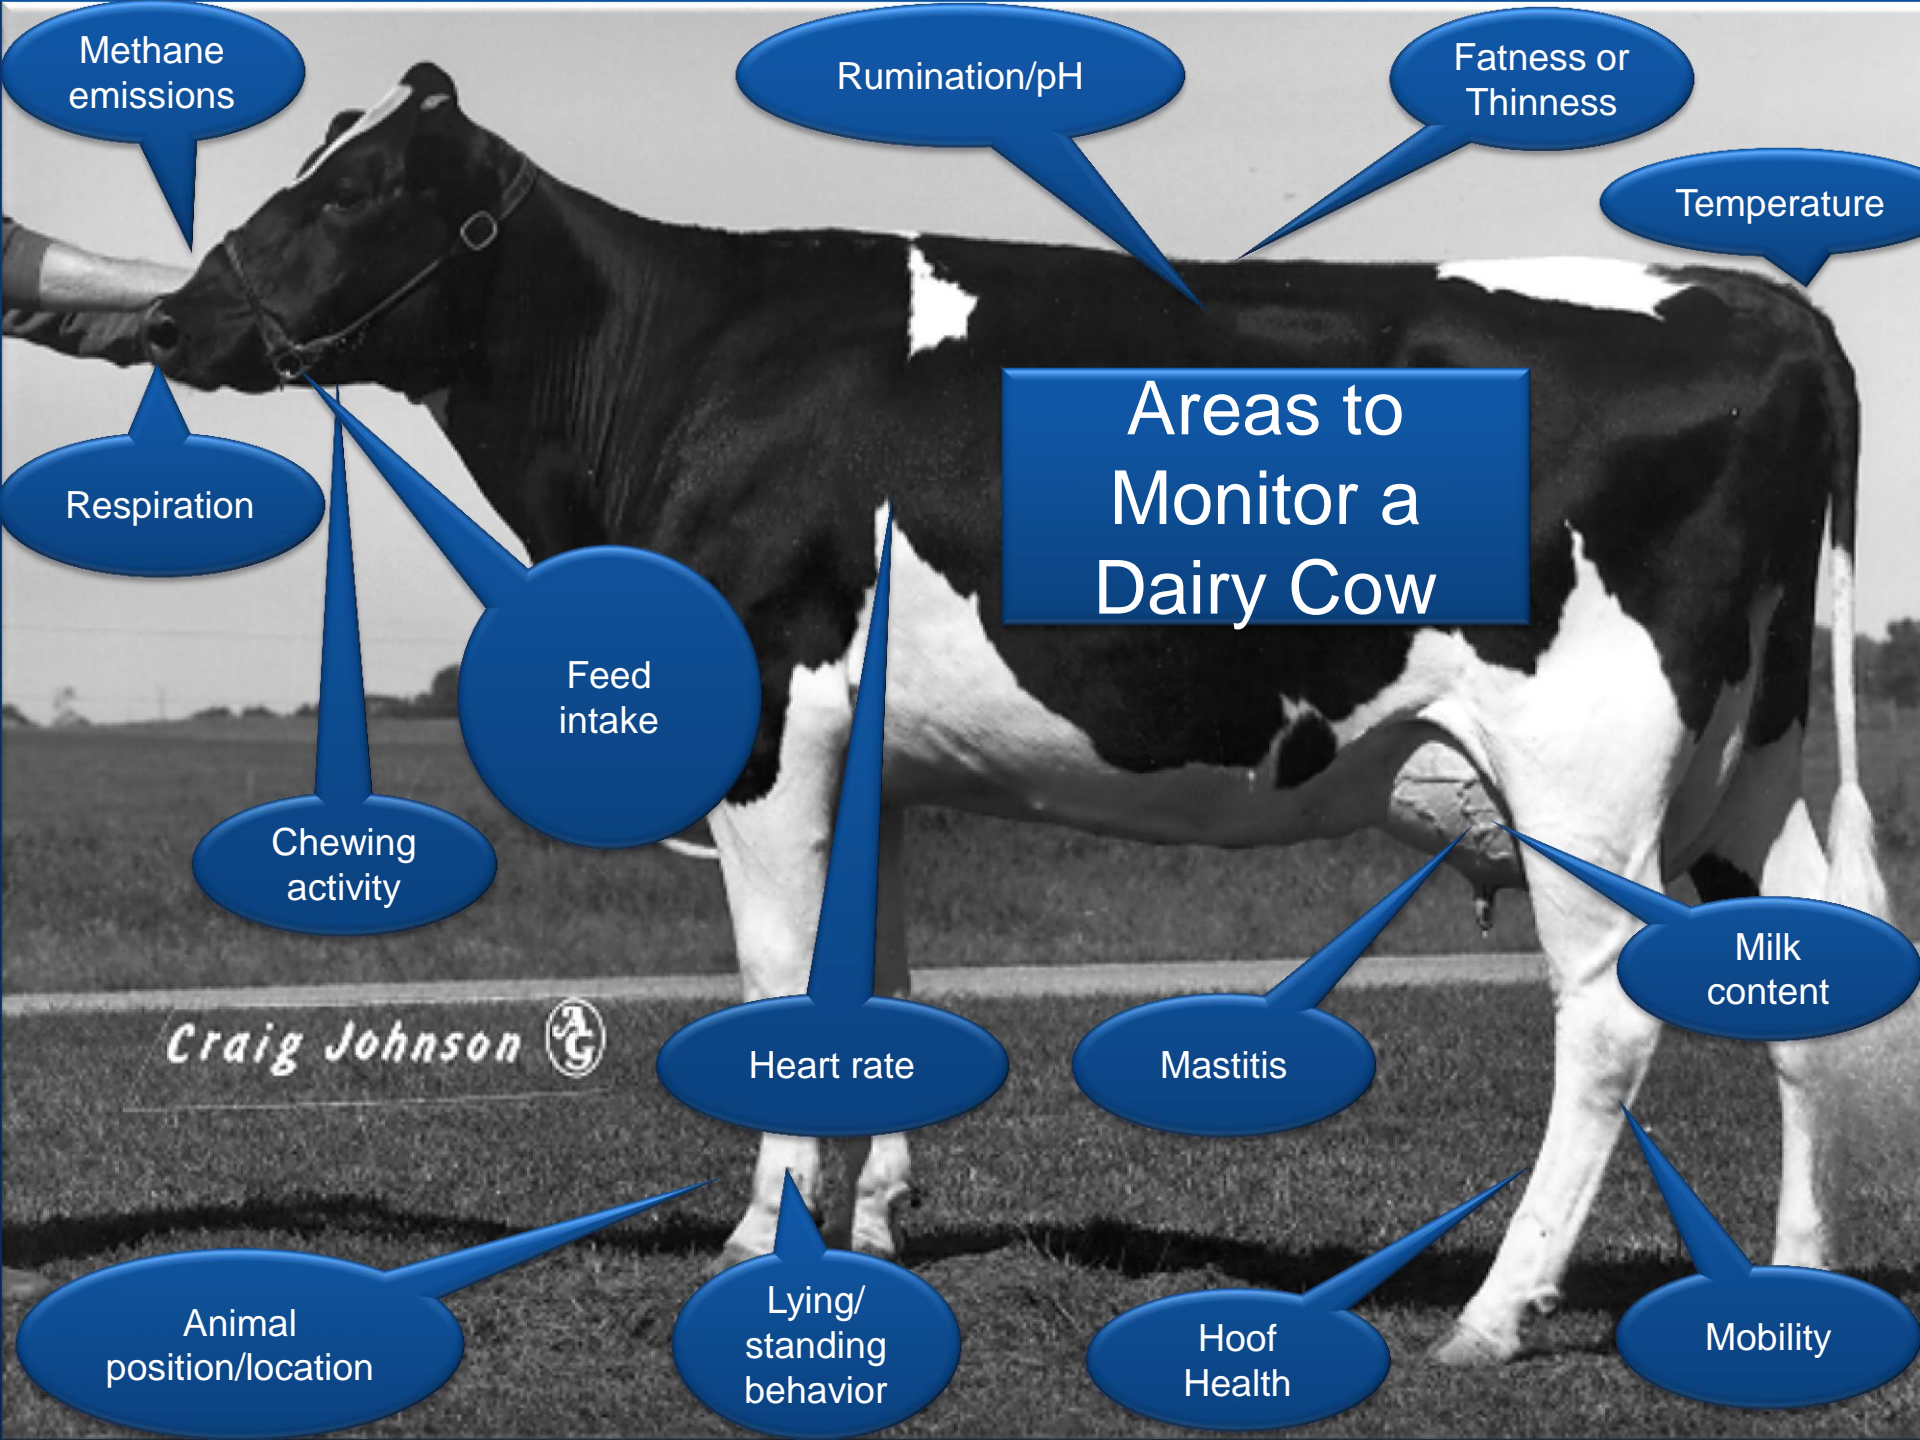 Methane
emissions
Rumination/pH
Fatness or
Thinness
Temperature
Areas to
Monitor a
Dairy Cow
Respiration
Feed
intake
Chewing
activity
Milk
content
Craig Johnson AG
Heart rate
Mastitis
Animal
position/location
Lying/
standing
behavior
Hoof
Health
Mobility